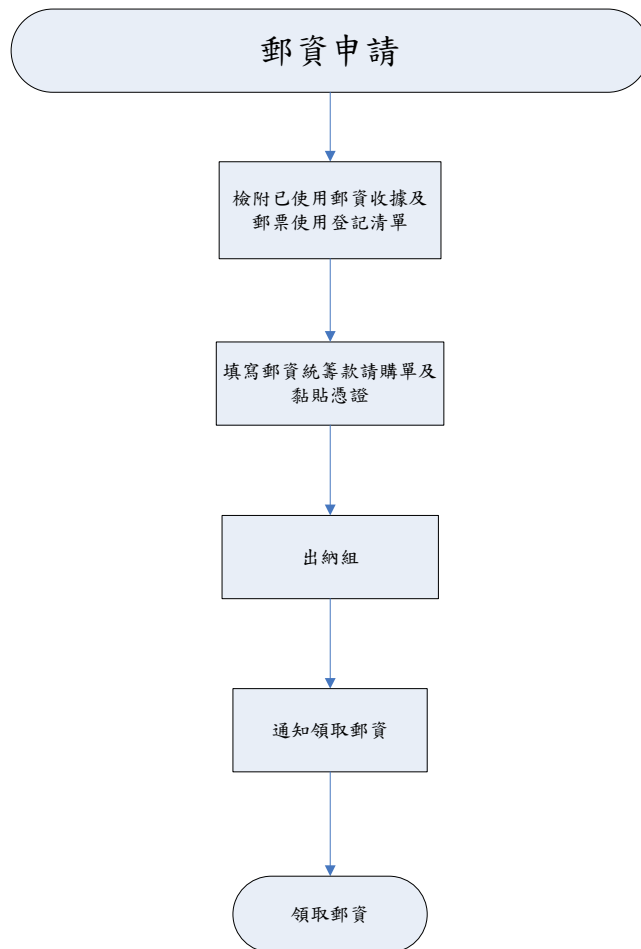 郵資申請
檢附已使用郵資收據及
郵票使用登記清單
填寫郵資統籌款請購單及
黏貼憑證
出納組
通知領取郵資
領取郵資